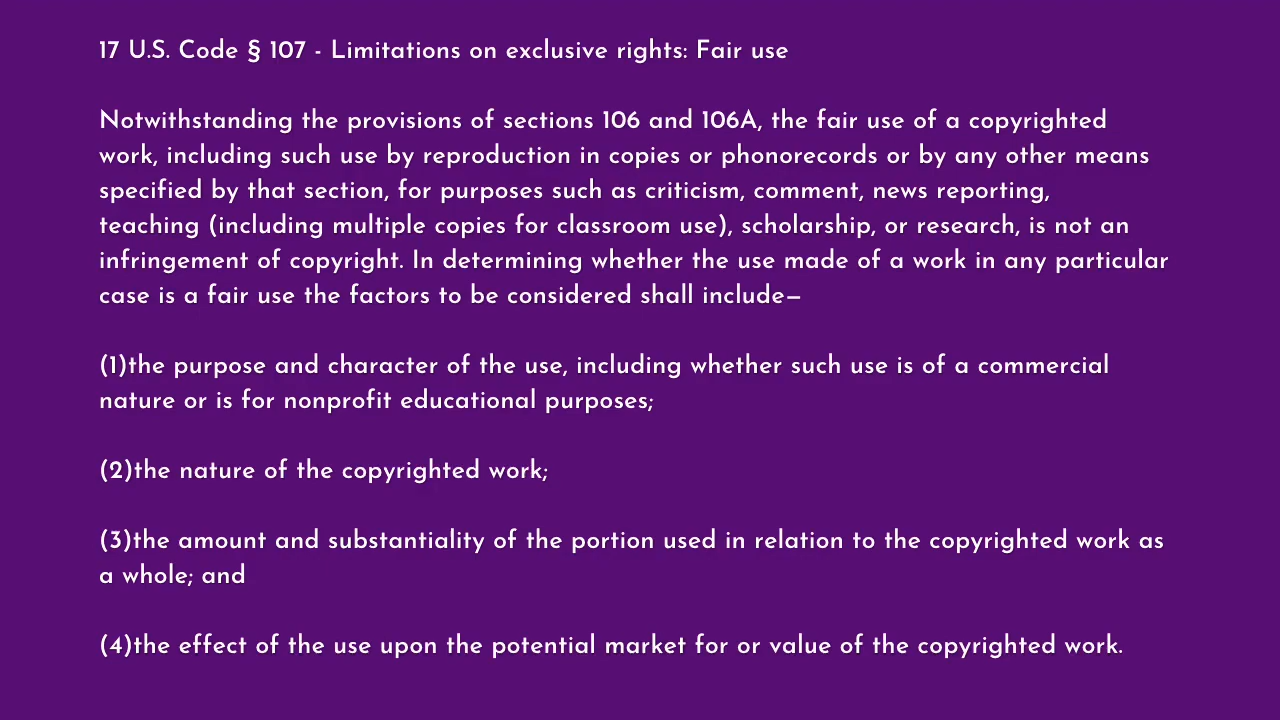 17 U.S. Code § 107 - Limitations on exclusive rights: Fair use
Notwithstanding the provisions of sections 106 and 106A, the fair use of a copyrighted
work, including such use by reproduction in copies or phonorecords or by any other means
specified by that section, for purposes such as criticism, comment, news reporting,
teaching (including multiple copies for classroom use), scholarship, or research, is not an
infringement of copyright. In determining whether the use made of a work in any particular
case is a fair use the factors to be considered shall include—
(1)the purpose and character of the use, including whether such use is of a commercial
nature or is for nonprofit educational purposes;
(2)the nature of the copyrighted work;
(3)the amount and substantiality of the portion used in relation to the copyrighted work as
a whole; and
(4)the effect of the use upon the potential market for or value of the copyrighted work.